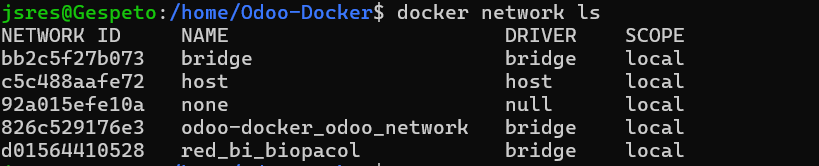 jsres@Gespeto:/home/Odoo-Docker$ docker network ls
NETWORK ID     NAME                         DRIVER    SCOPE
bb2c5f27b073   bridge                       bridge    local
c5c488aafe72   host                         host      local
92a015efe10a   none                         null      local
826c529176e3   odoo-docker_odoo_network   bridge    local
d01564410528   red_bi_biopacol              bridge    local